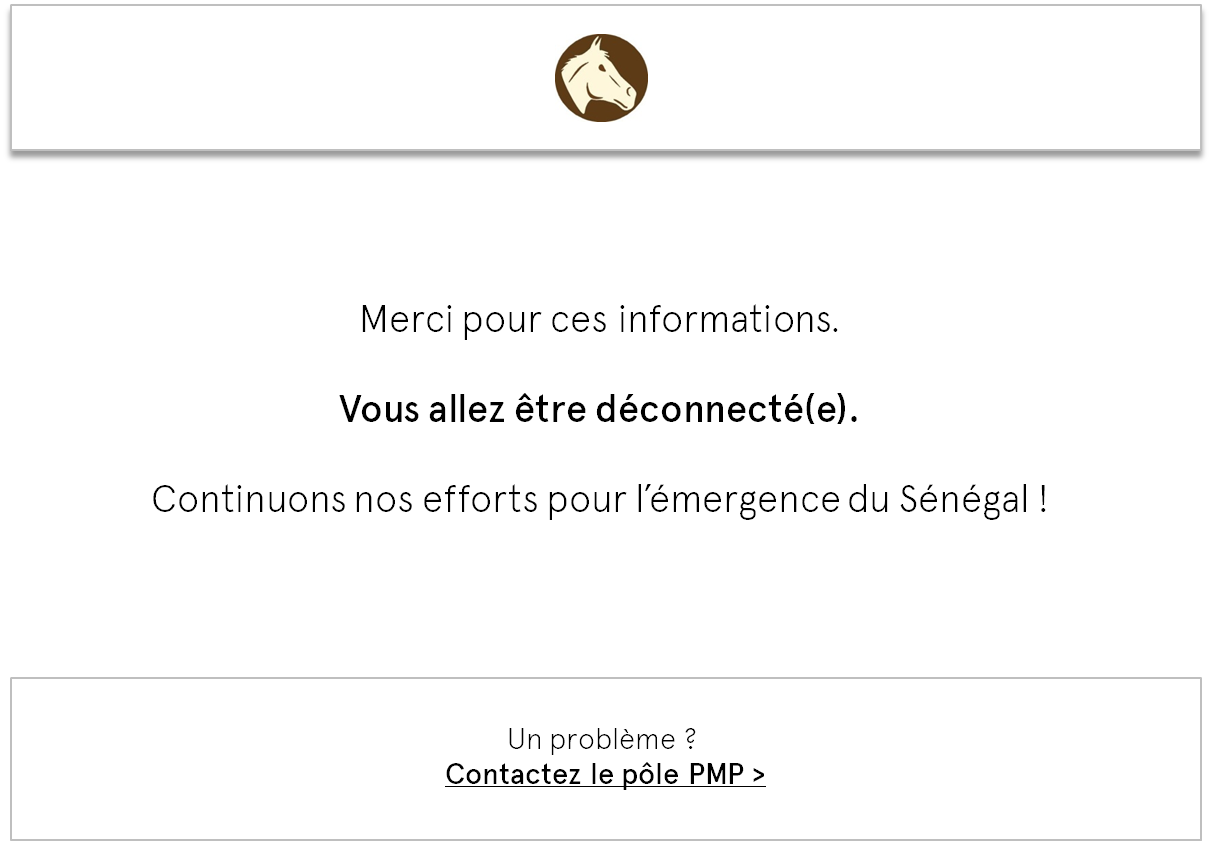 Merci pour ces informations.
Vous allez être déconnecté(e).
Continuons nos efforts pour l’émergence du Sénégal !
Un problème ?
Contactez le pôle PMP >